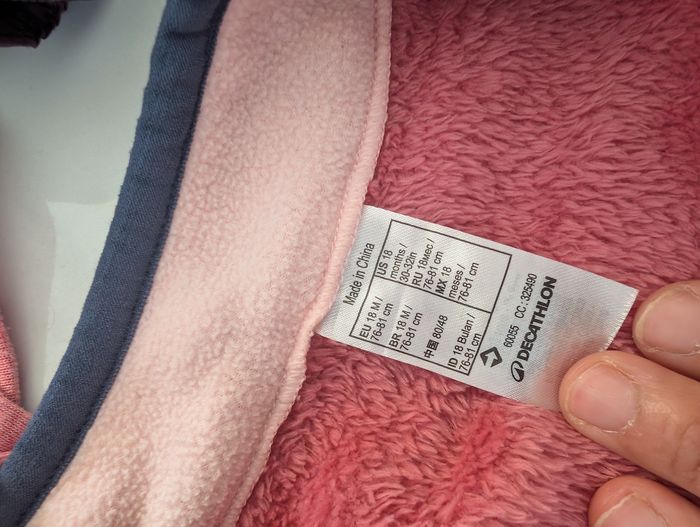 Made in China
EU 18 M /
76-81 cm
US 18
months /
30-32in
BR 18 M /
76-81 cm
RU 18мес /
76-81 cm
中国 80/48
MX 18
meses /
76-81 cm
ID 18 Bulan /
76-81 cm
60055 CC:325490
DECATHLON